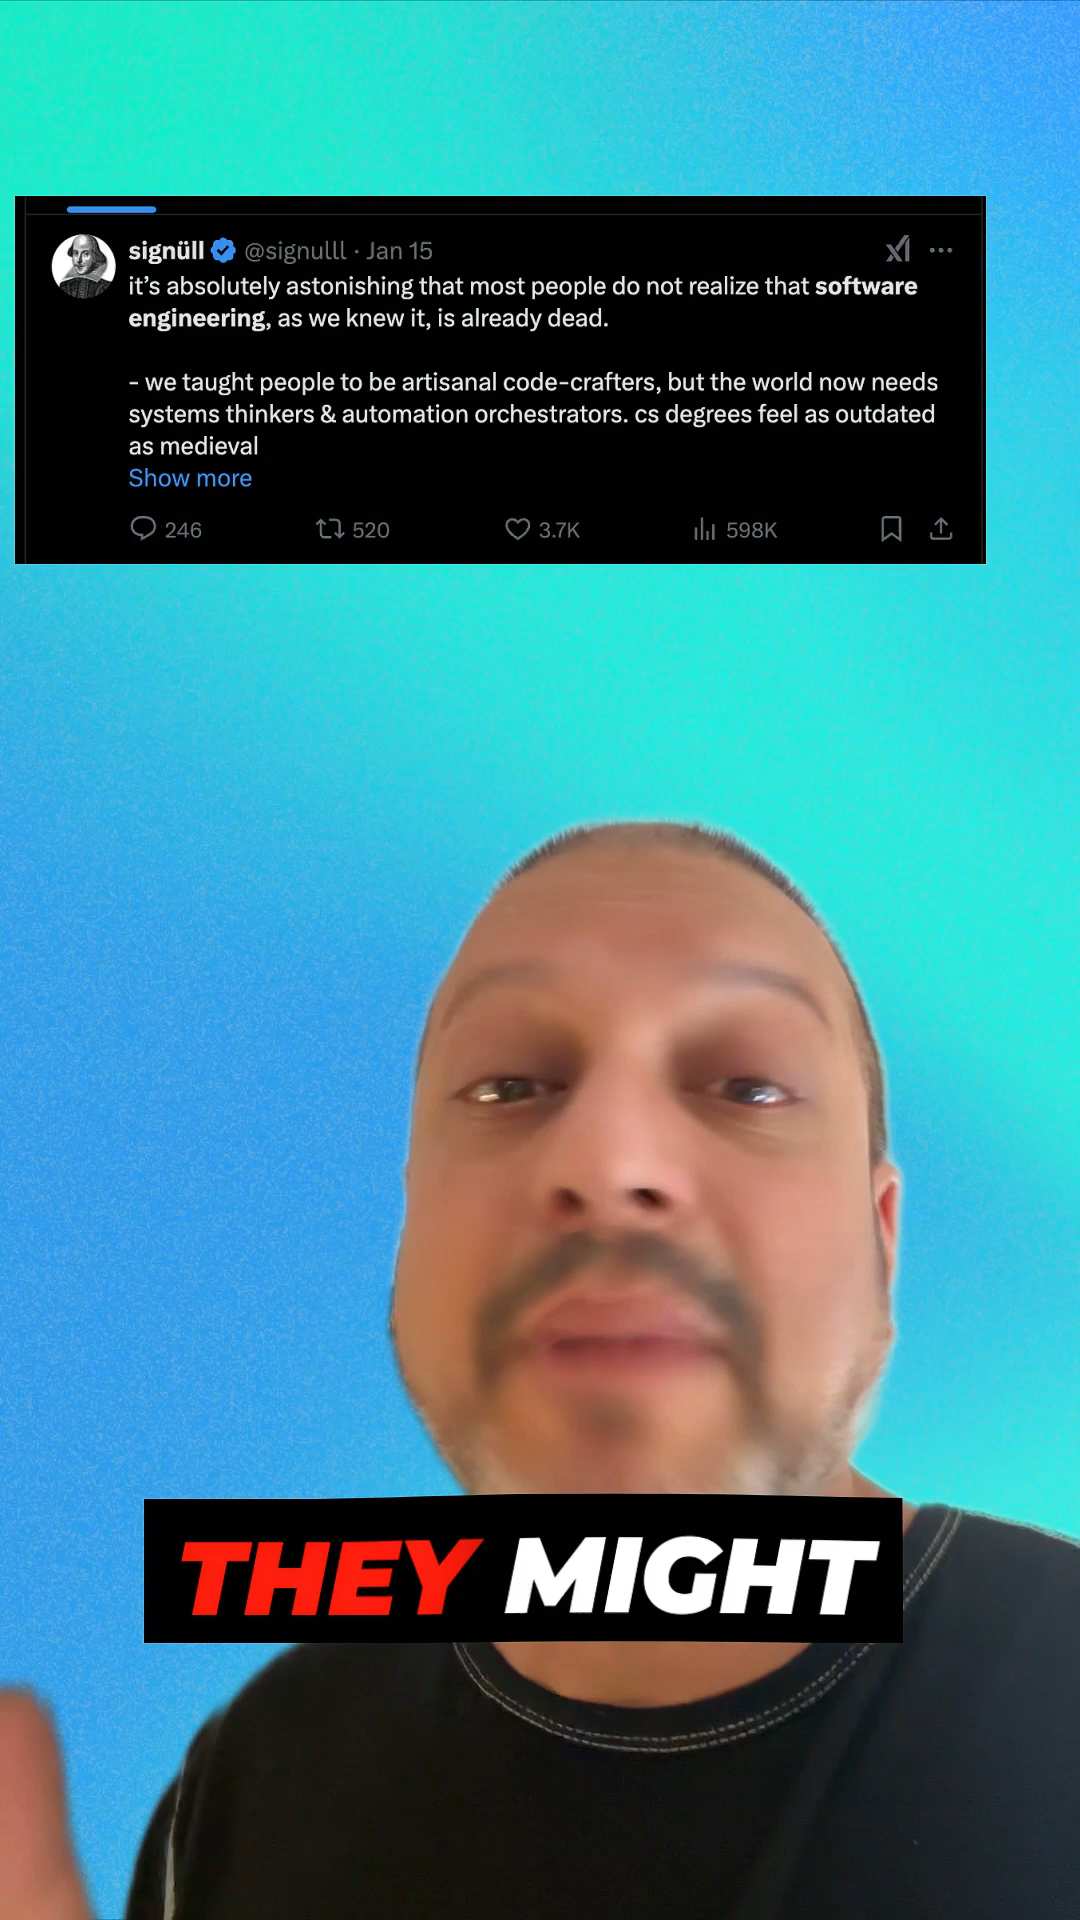 signüll @signulll · Jan 15
it's absolutely astonishing that most people do not realize that software
engineering, as we knew it, is already dead.
- we taught people to be artisanal code-crafters, but the world now needs
systems thinkers & automation orchestrators. cs degrees feel as outdated
as medieval
Show more
246 520 3.7K 598K
THEY MIGHT